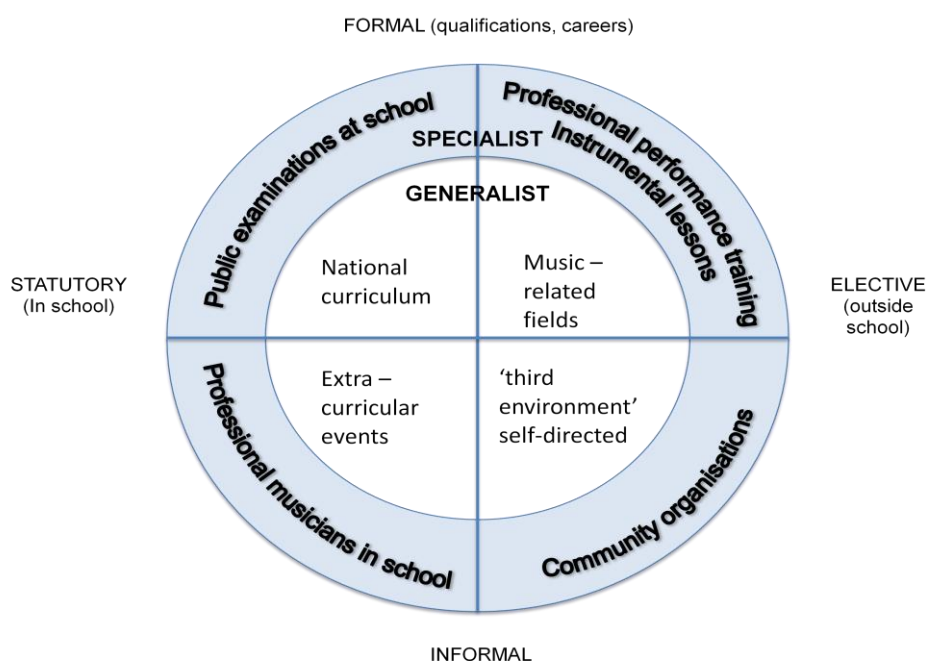 FORMAL (qualifications, careers)
Public examinations at school
Professional performance training
Instrumental lessons
SPECIALIST
GENERALIST
National
curriculum
Music –
related
fields
STATUTORY
(In school)
ELECTIVE
(outside
school)
Extra –
curricular
events
‘third
environment’
self-directed
Professional musicians in school
Community organisations
INFORMAL